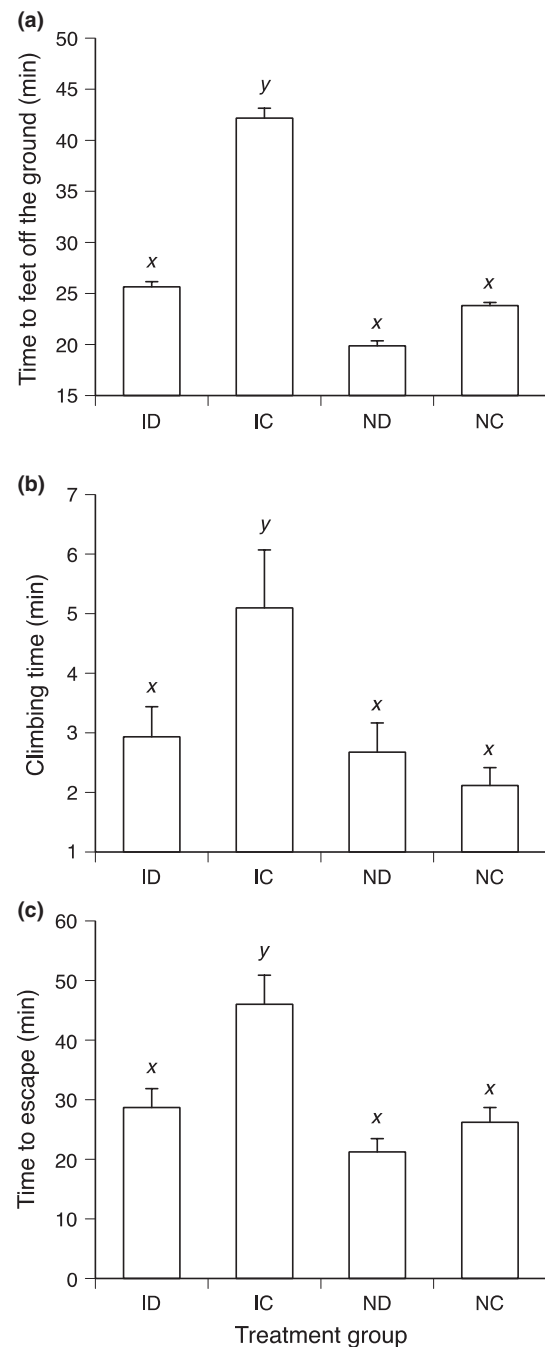 (a)
Time to feet off the ground (min)
50
45
40
35
30
25
20
15
x
y
x
x
ID IC ND NC
(b)
Climbing time (min)
7
6
5
4
3
2
1
x
y
x
x
ID IC ND NC
(c)
Time to escape (min)
60
50
40
30
20
10
0
x
y
x
x
ID IC ND NC
Treatment group